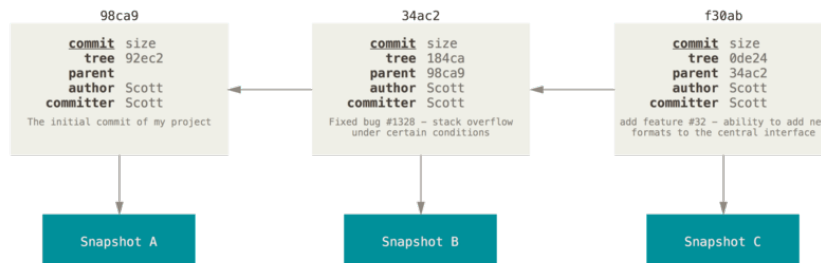 98ca9
commit size
tree 92ec2
parent
author Scott
committer Scott
The initial commit of my project
Snapshot A
34ac2
commit size
tree 184ca
parent 98ca9
author Scott
committer Scott
Fixed bug #1328 – stack overflow
under certain conditions
Snapshot B
f30ab
commit size
tree 0de24
parent 34ac2
author Scott
committer Scott
add feature #32 – ability to add ne
formats to the central interface
Snapshot C